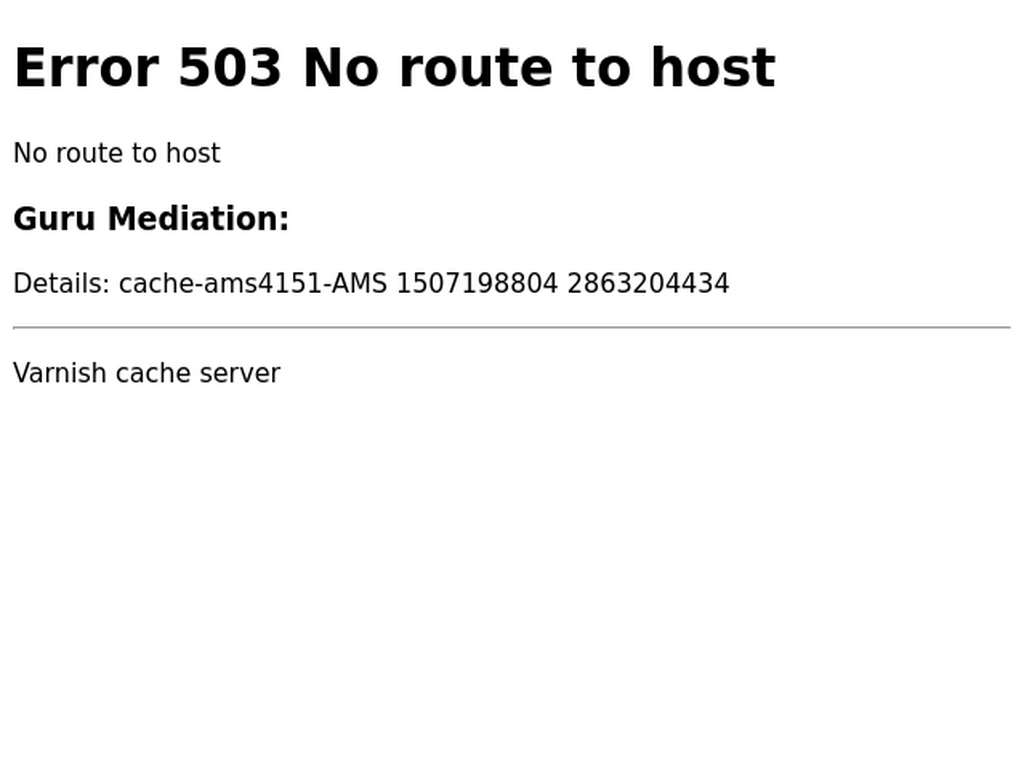 Error 503 No route to host
No route to host
Guru Mediation:
Details: cache-ams4151-AMS 1507198804 2863204434
Varnish cache server